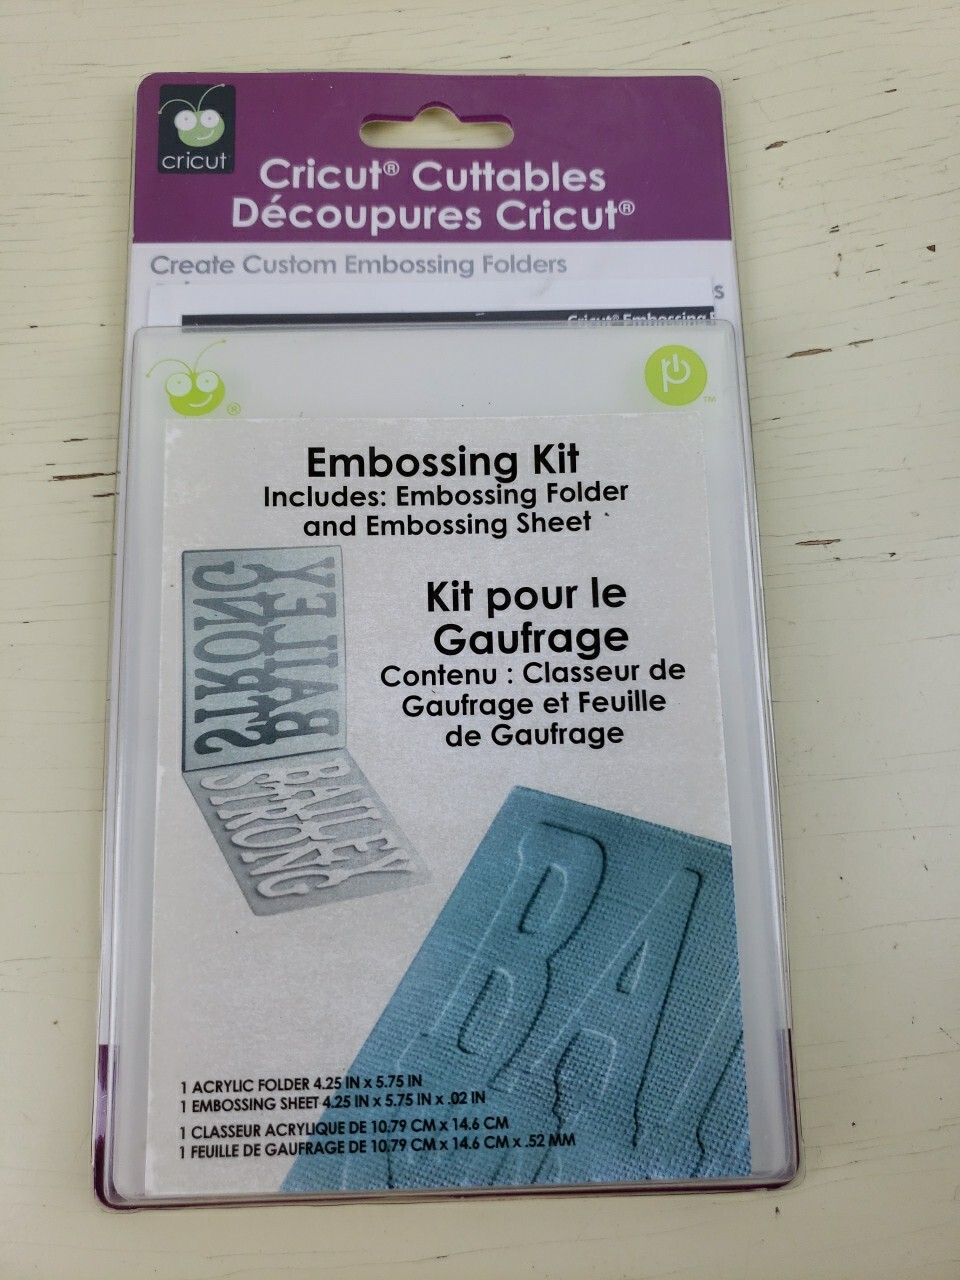 cricut
Cricut® Cuttables
Découpures Cricut®
Create Custom Embossing Folders
Cricut® Embossing
®
TM
Embossing Kit
Includes: Embossing Folder
and Embossing Sheet
STRONG
BAILEY
BAILEY
STRONG
Kit pour le
Gaufrage
Contenu : Classeur de
Gaufrage et Feuille
de Gaufrage
BAI
1 ACRYLIC FOLDER 4.25 IN x 5.75 IN
1 EMBOSSING SHEET 4.25 IN x 5.75 IN x .02 IN
1 CLASSEUR ACRYLIQUE DE 10.79 CM x 14.6 CM
1 FEUILLE DE GAUFRAGE DE 10.79 CM x 14.6 CM x .52 MM